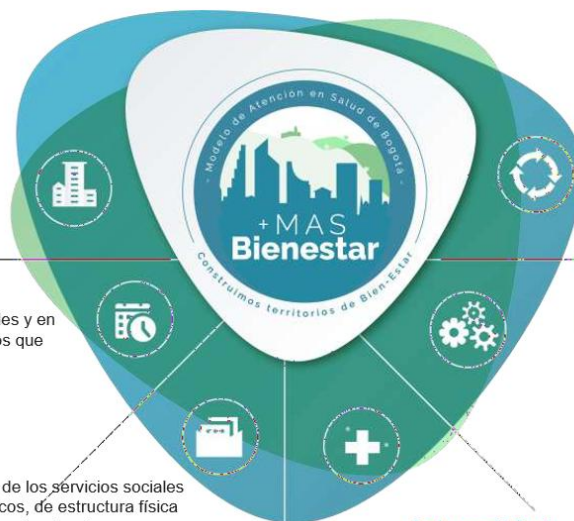 - Modelo de Atención en Salud de Bogotá -
+MAS
Bienestar
Construimos territorios de Bien-Estar
es y en
os que
de los servicios sociales
cos, de estructura física